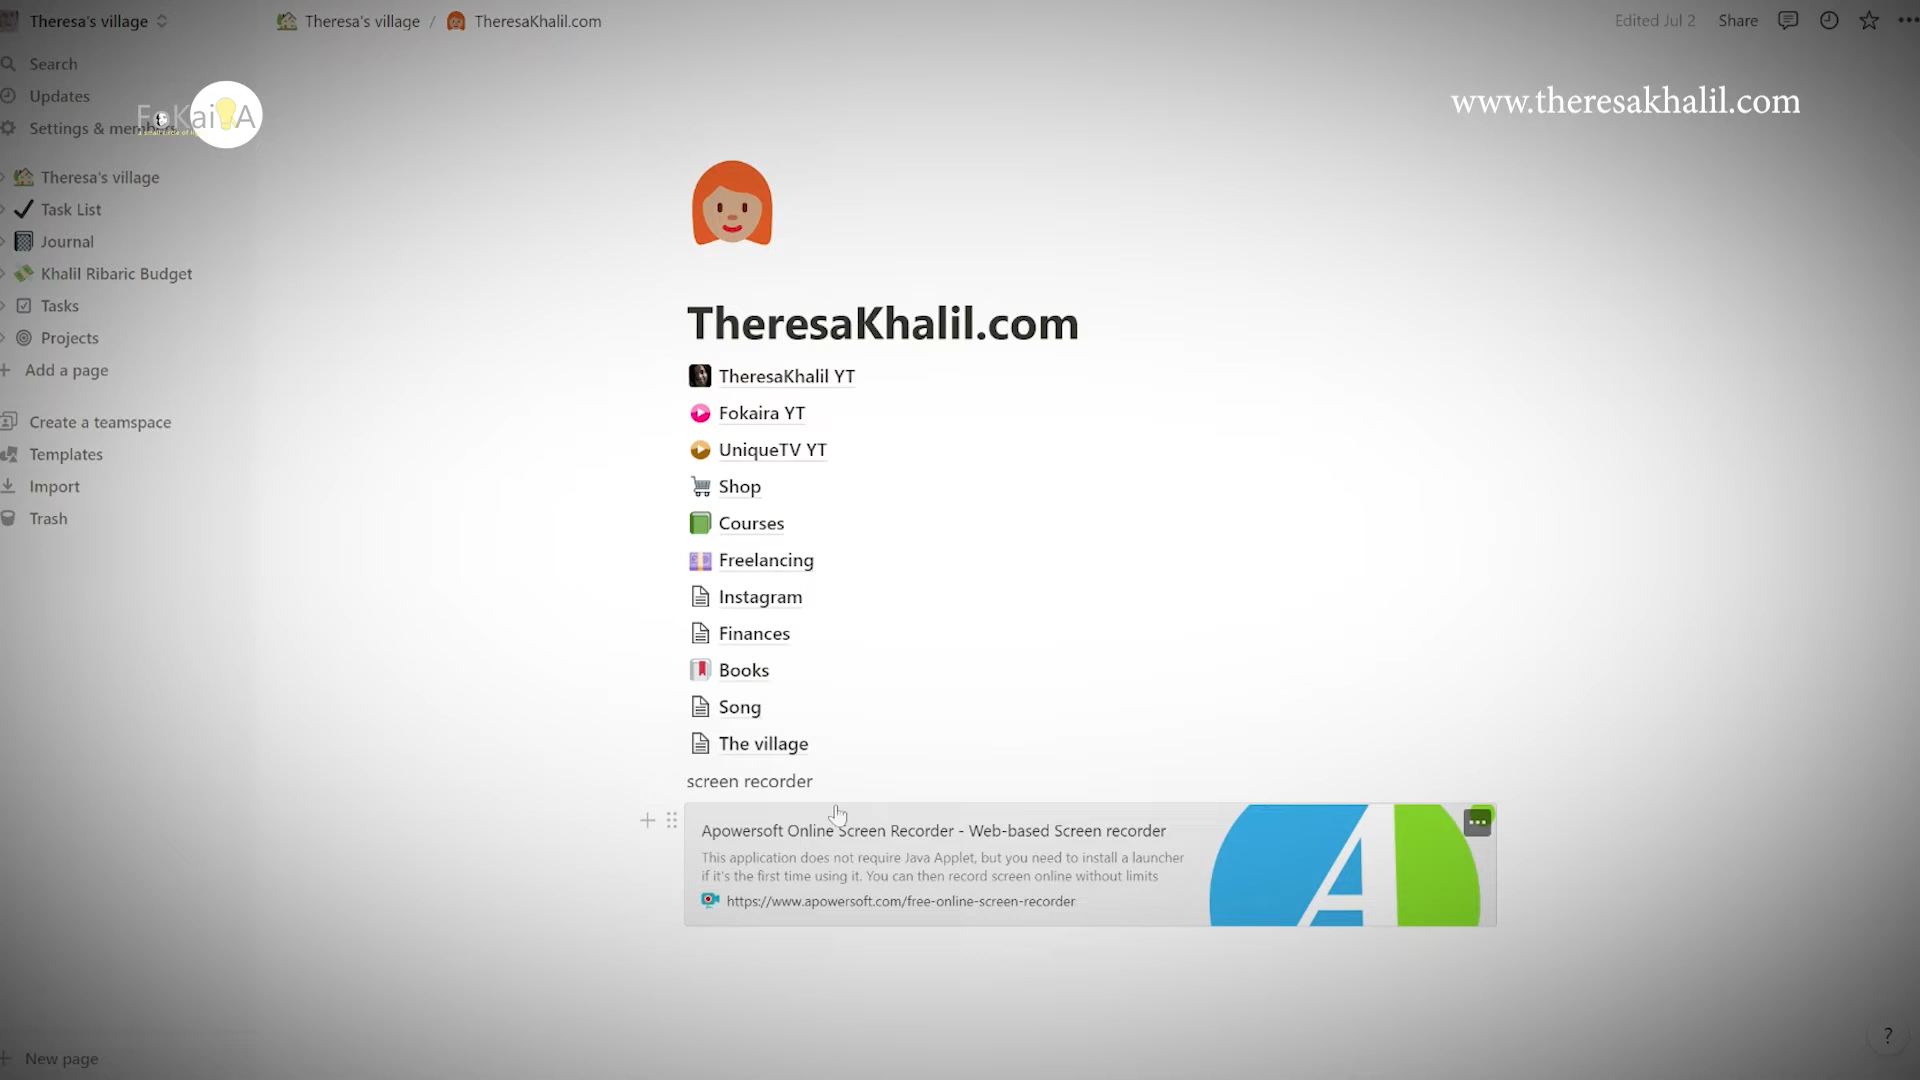 Theresa's village
Theresa's village / TheresaKhalil.com
Edited Jul 2
Share
Search
Updates
Settings &
FoKai A
www.theresakhalil.com
Theresa's village
Task List
Journal
Khalil Ribaric Budget
Tasks
Projects
Add a page
Create a teamspace
Templates
Import
Trash
New page
TheresaKhalil.com
TheresaKhalil YT
Fokaira YT
UniqueTV YT
Shop
Courses
Freelancing
Instagram
Finances
Books
Song
The village
screen recorder
Apowersoft Online Screen Recorder - Web-based Screen recorder
This application does not require Java Applet, but you need to install a launcher
if it's the first time using it. You can then record screen online without limits
https://www.apowersoft.com/free-online-screen-recorder
?